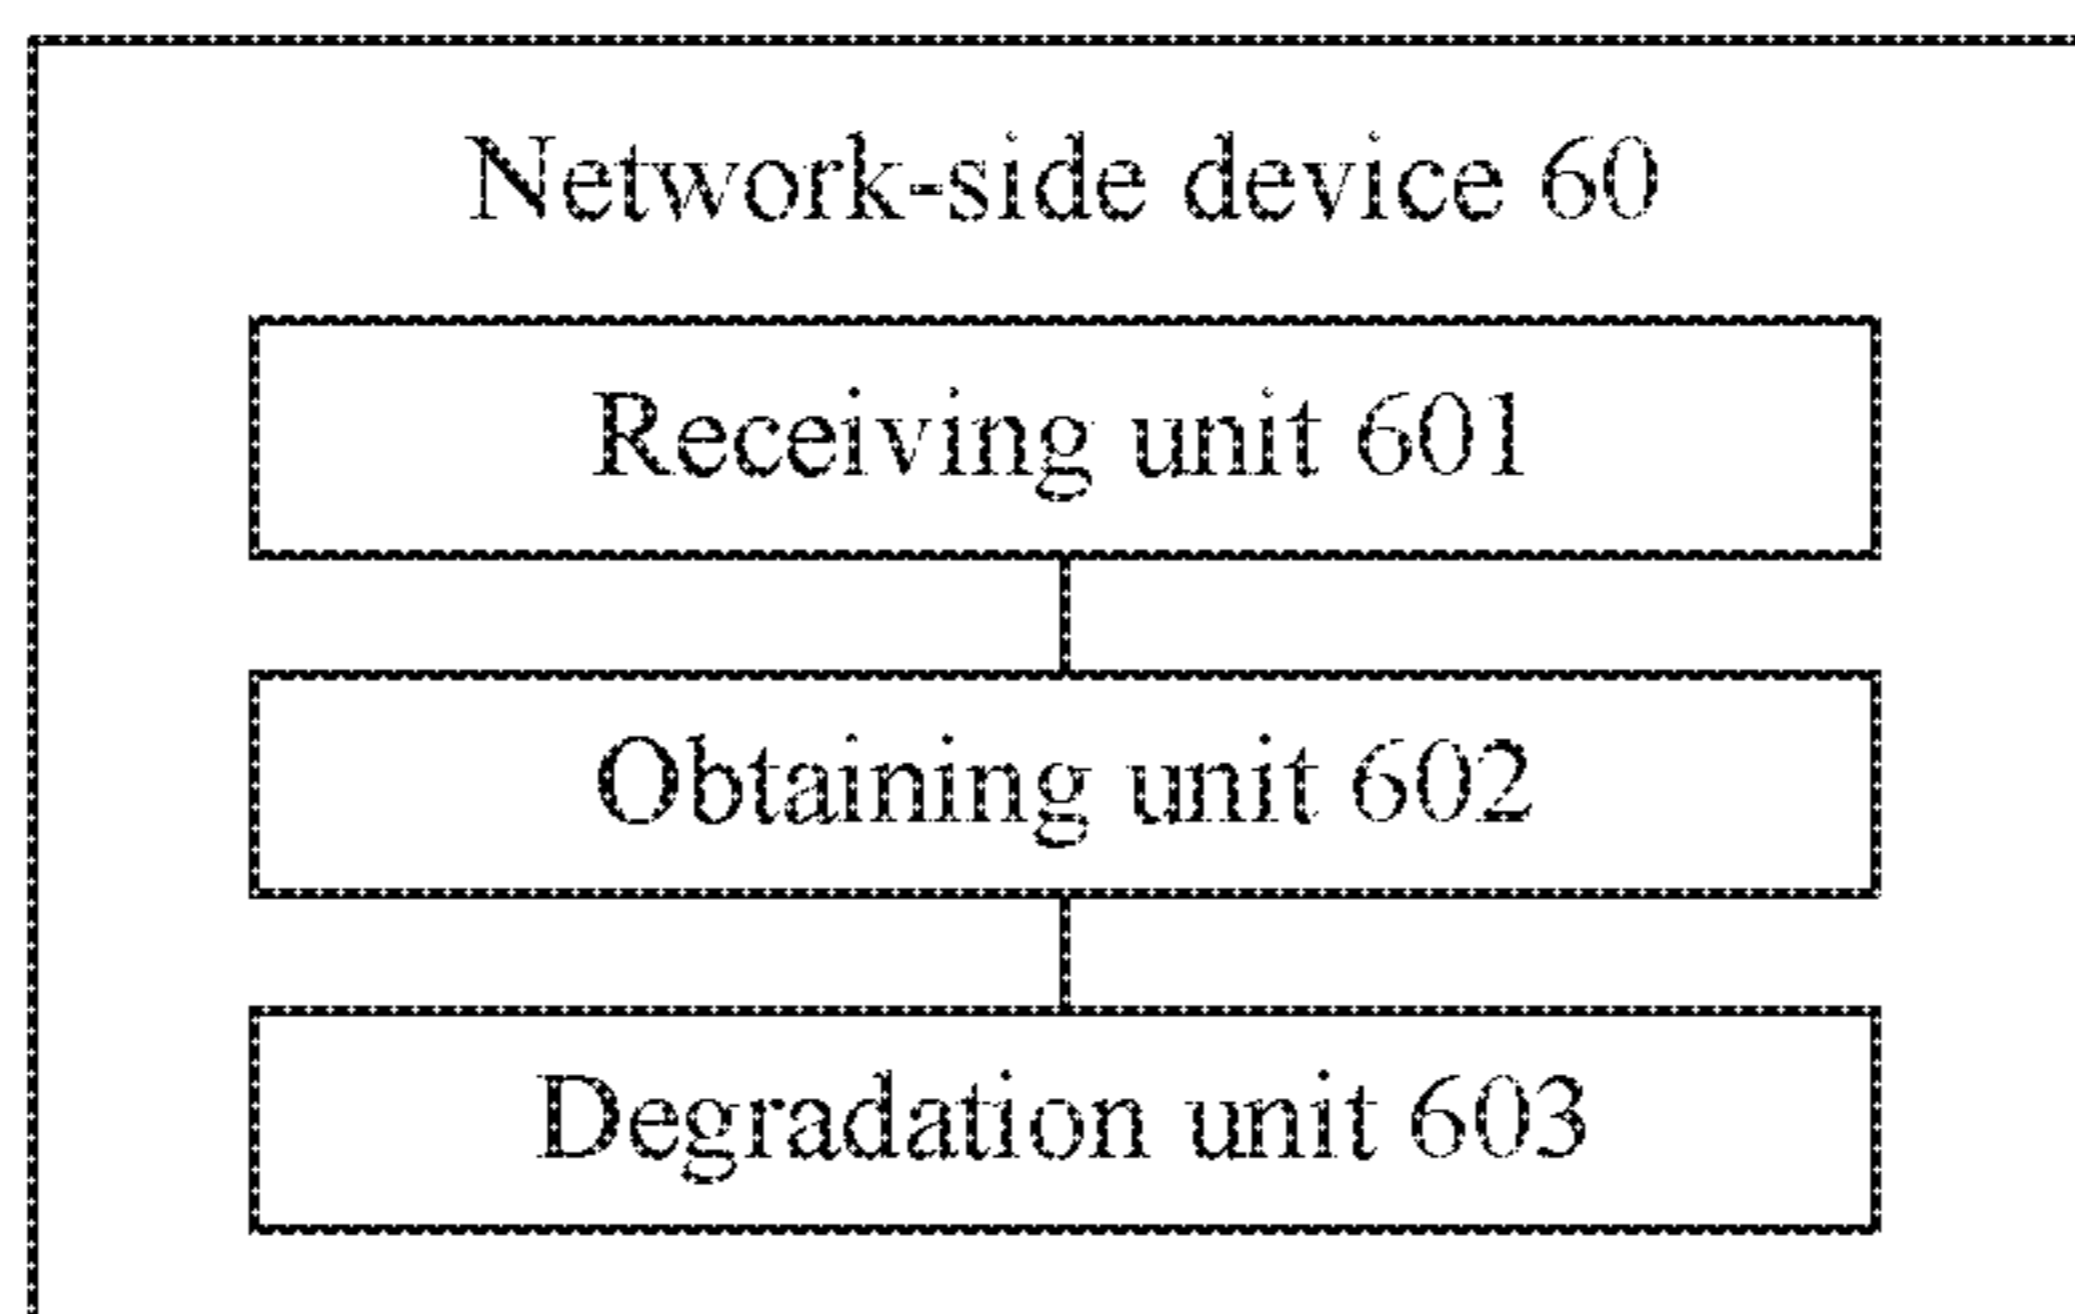 Network-side device 60
Receiving unit 601
Obtaining unit 602
Degradation unit 603